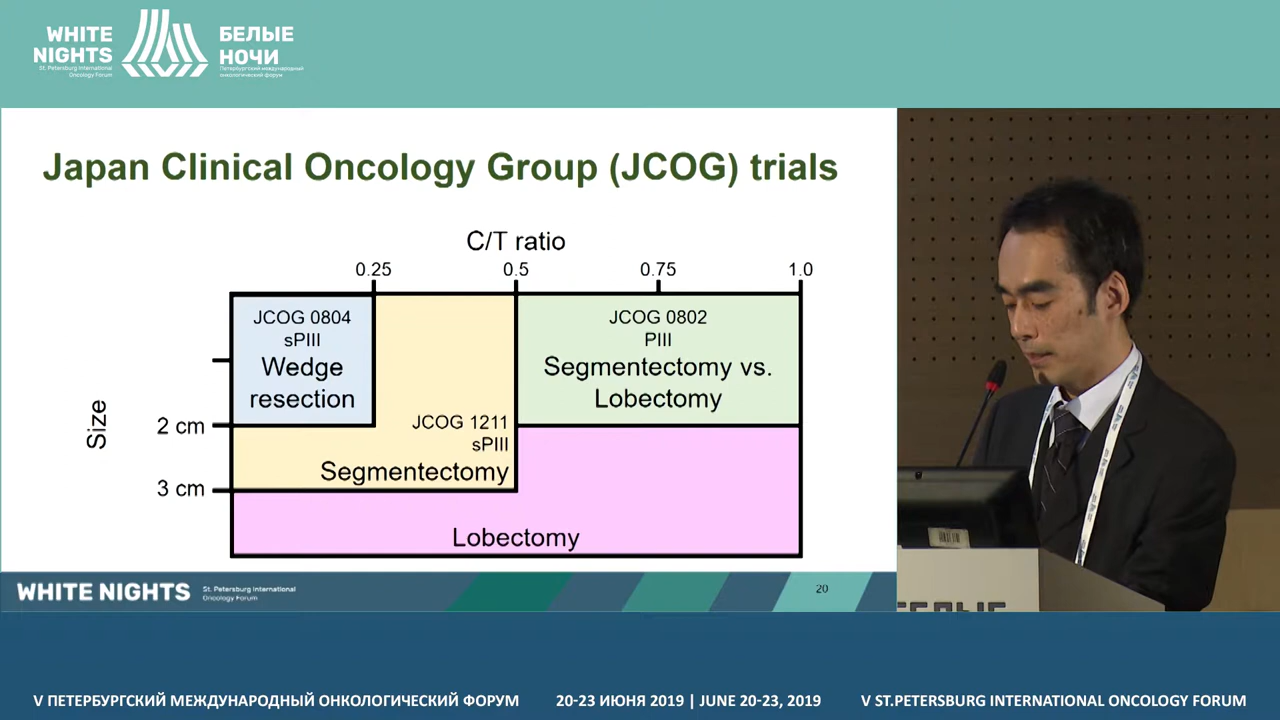 WHITE
NIGHTS
St. Petersburg International
Oncology Forum
БЕЛЫЕ
НОЧИ
Петербургский международный
онкологический форум
Japan Clinical Oncology Group (JCOG) trials
C/T ratio
0.25 0.5 0.75 1.0
JCOG 0804
sPIII
Wedge
resection
JCOG 0802
PIII
Segmentectomy vs.
Lobectomy
Size
2 cm
3 cm
JCOG 1211
sPIII
Segmentectomy
Lobectomy
WHITE NIGHTS
St. Petersburg International
Oncology Forum
20
V ПЕТЕРБУРГСКИЙ МЕЖДУНАРОДНЫЙ ОНКОЛОГИЧЕСКИЙ ФОРУМ
20-23 ИЮНЯ 2019 | JUNE 20-23, 2019
V ST.PETERSBURG INTERNATIONAL ONCOLOGY FORUM